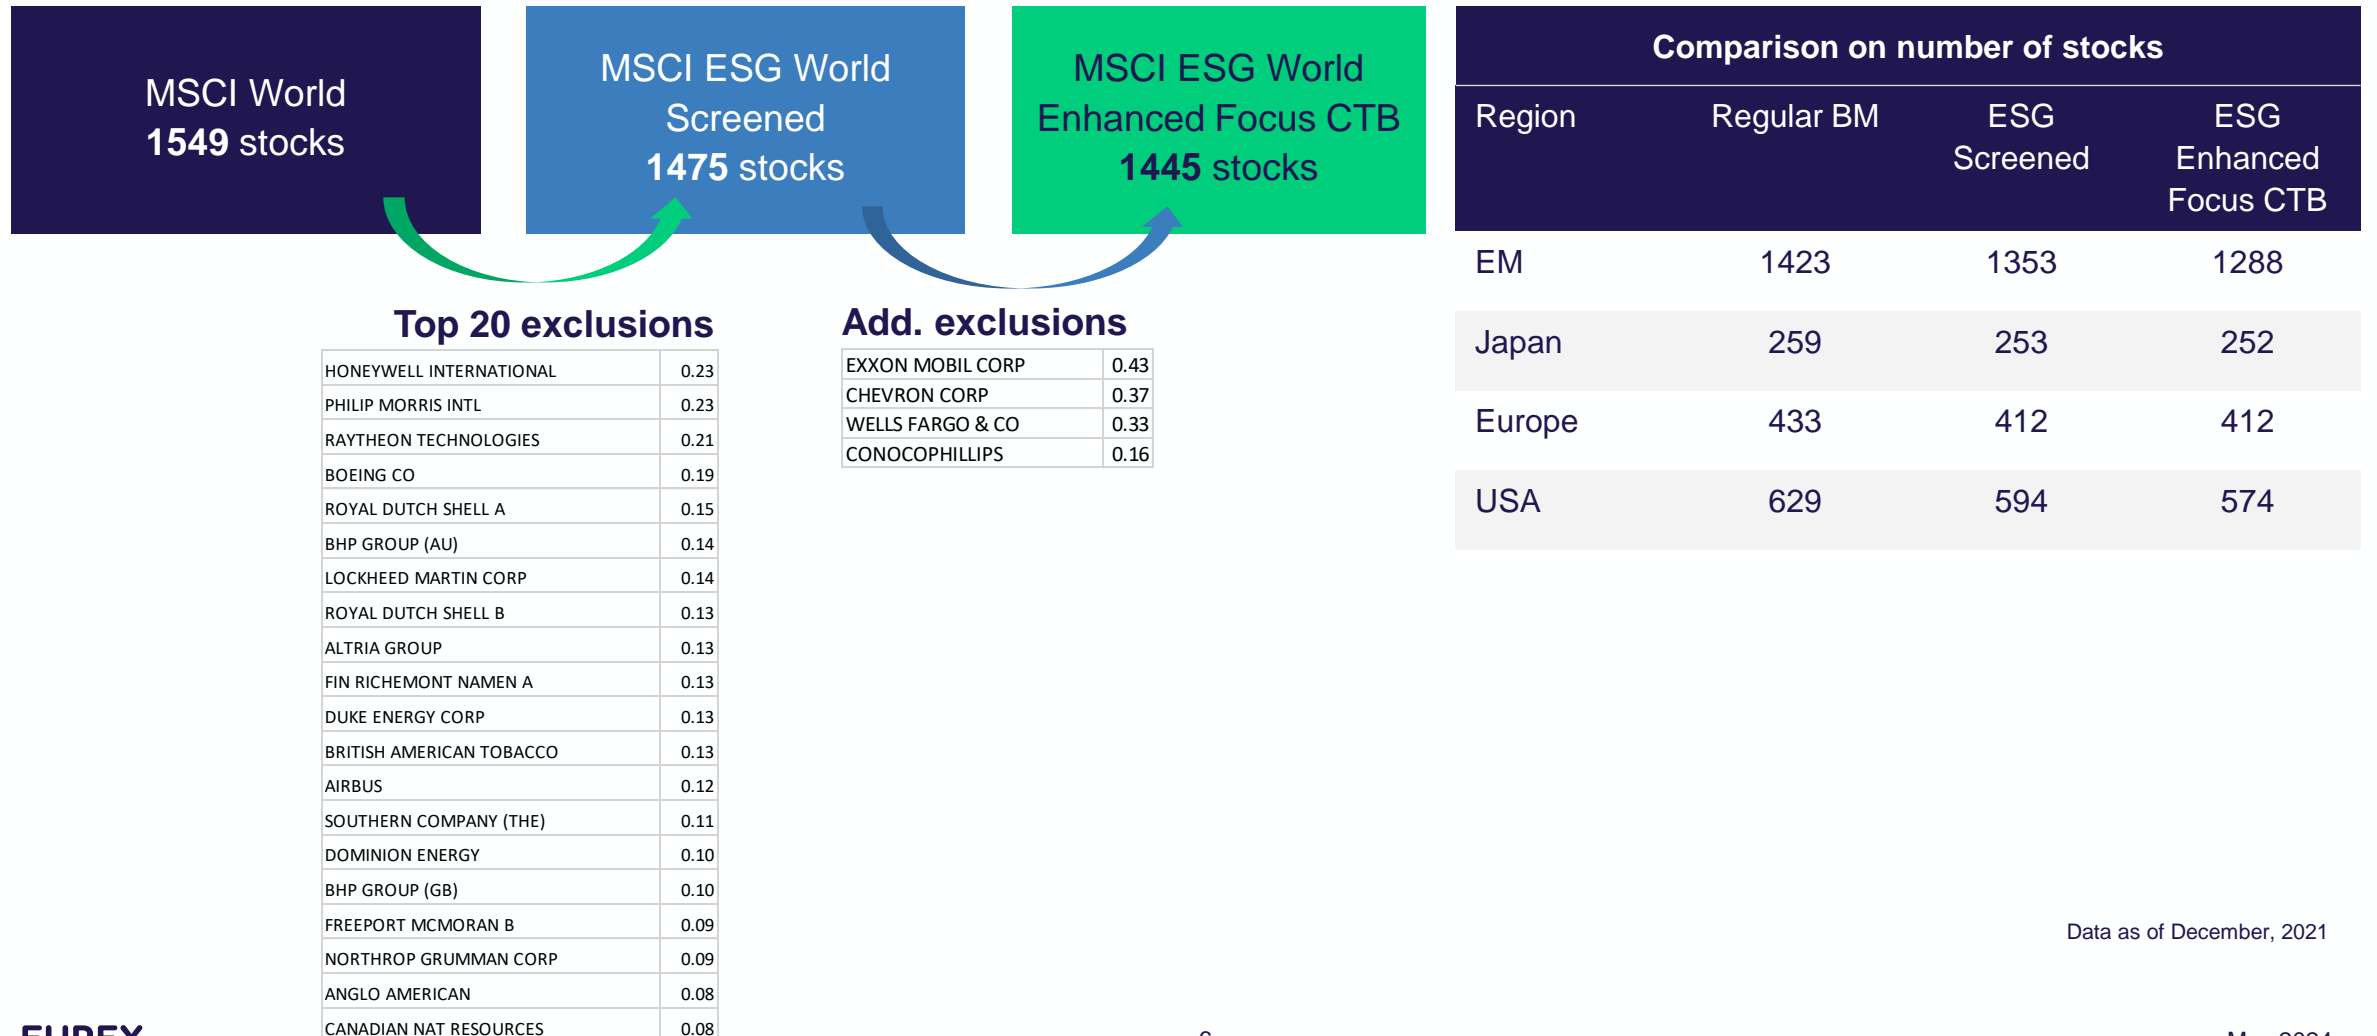 MSCI World
1549 stocks
MSCI ESG World
Screened
1475 stocks
MSCI ESG World
Enhanced Focus CTB
1445 stocks
Top 20 exclusions
HONEYWELL INTERNATIONAL 0.23
PHILIP MORRIS INTL 0.23
RAYTHEON TECHNOLOGIES 0.21
BOEING CO 0.19
ROYAL DUTCH SHELL A 0.15
BHP GROUP (AU) 0.14
LOCKHEED MARTIN CORP 0.14
ROYAL DUTCH SHELL B 0.13
ALTRIA GROUP 0.13
FIN RICHEMONT NAMEN A 0.13
DUKE ENERGY CORP 0.13
BRITISH AMERICAN TOBACCO 0.13
AIRBUS 0.12
SOUTHERN COMPANY (THE) 0.11
DOMINION ENERGY 0.10
BHP GROUP (GB) 0.10
FREEPORT MCMORAN B 0.09
NORTHROP GRUMMAN CORP 0.09
ANGLO AMERICAN 0.08
CANADIAN NAT RESOURCES 0.08
Add. exclusions
EXXON MOBIL CORP 0.43
CHEVRON CORP 0.37
WELLS FARGO & CO 0.33
CONOCOPHILLIPS 0.16
Comparison on number of stocks
Region Regular BM ESG Screened ESG Enhanced Focus CTB
EM 1423 1353 1288
Japan 259 253 252
Europe 433 412 412
USA 629 594 574
Data as of December, 2021
EUREX